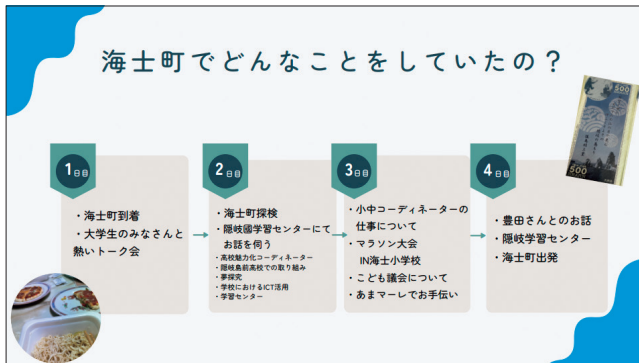 海士町でどんなことをしていたの？
1日目
・海士町到着
・大学生のみなさんと
熱いトーク会
2日目
・海士町探検
・隠岐國学習センターにて
お話を伺う
・高校魅力化コーディネーター
・隠岐島前高校での取り組み
・夢探究
・学校におけるICT活用
・学習センター
3日目
・小中コーディネーターの
仕事について
・マラソン大会
IN海士小学校
・こども議会について
・あまマーレでお手伝い
4日目
・豊田さんとのお話
・隠岐学習センター
・海士町出発
500
500